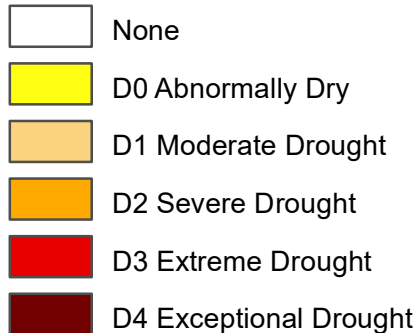 None
D0 Abnormally Dry
D1 Moderate Drought
D2 Severe Drought
D3 Extreme Drought
D4 Exceptional Drought